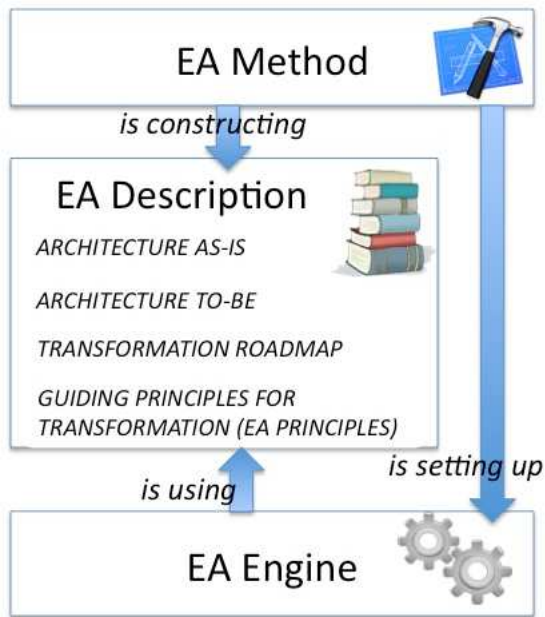 EA Method
is constructing
EA Description
ARCHITECTURE AS-IS
ARCHITECTURE TO-BE
TRANSFORMATION ROADMAP
GUIDING PRINCIPLES FOR
TRANSFORMATION (EA PRINCIPLES)
is setting up
is using
EA Engine